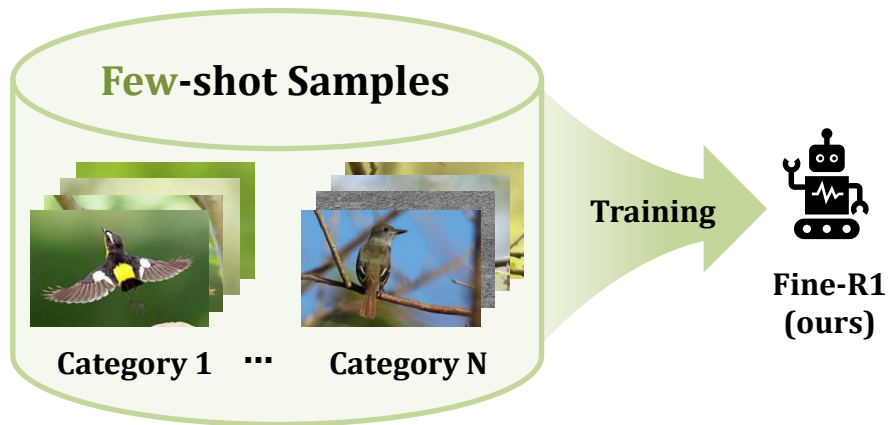 Few-shot Samples
Category 1
...
Category N
Training
Fine-R1
(ours)